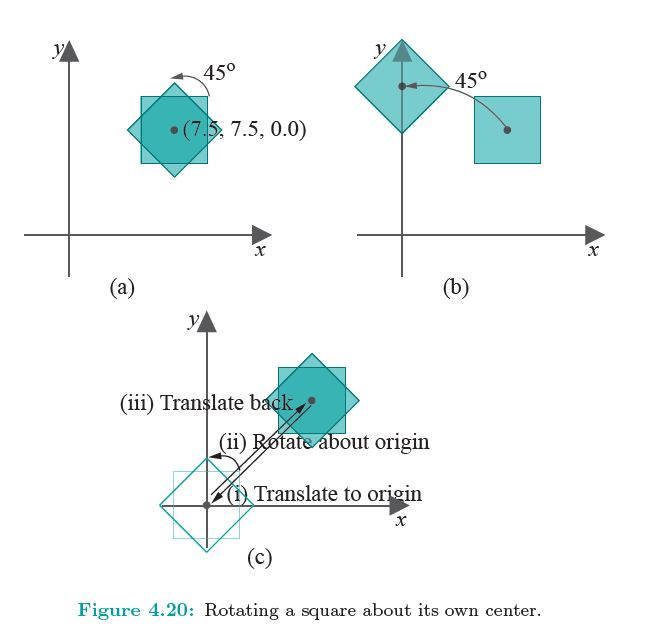 y
45°
(7.5, 7.5, 0.0)
x
(a)
y
45°
x
(b)
y
(iii) Translate back
(ii) Rotate about origin
(i) Translate to origin
x
(c)
Figure 4.20: Rotating a square about its own center.